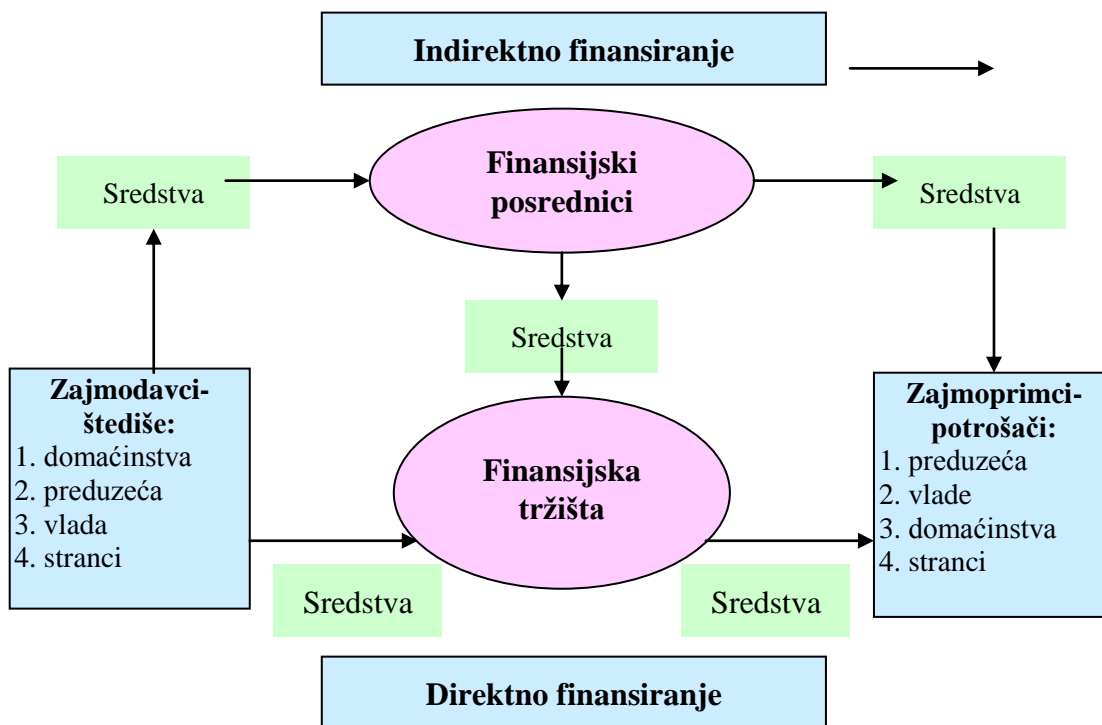 Indirektno finansiranje
Finansijski
posrednici
Sredstva
Sredstva
Sredstva
Zajmodavci-
štediše:
1. domaćinstva
2. preduzeća
3. vlada
4. stranci
Finansijska
tržišta
Zajmoprimci-
potrošači:
1. preduzeća
2. vlade
3. domaćinstva
4. stranci
Sredstva
Sredstva
Direktno finansiranje